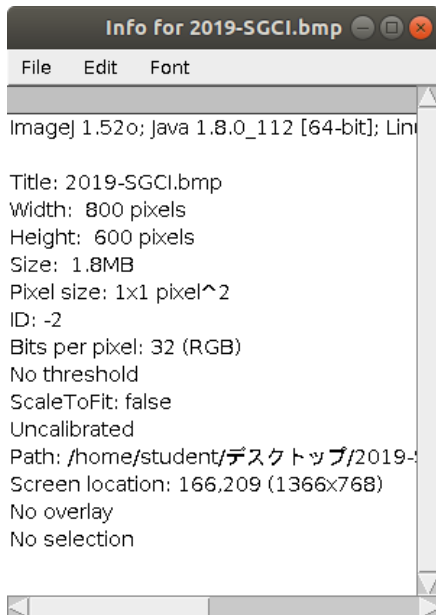 Info for 2019-SGCI.bmp
File Edit Font
ImageJ 1.52o; Java 1.8.0_112 [64-bit];
Title: 2019-SGCI.bmp
Width:  800 pixels
Height:  600 pixels
Size:  1.8MB
Pixel size: 1x1 pixel^2
ID: -2
Bits per pixel: 32 (RGB)
No threshold
ScaleToFit: false
Uncalibrated
Path: /home/student/デスクトップ/2019-
Screen location: 166,209 (1366x768)
No overlay
No selection